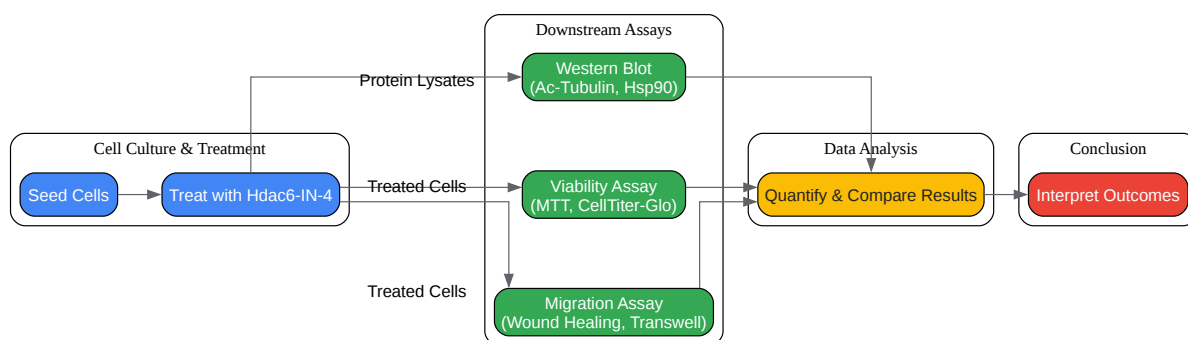 Downstream Assays
Protein Lysates
Western Blot
(Ac-Tubulin, Hsp90)
Cell Culture & Treatment
Seed Cells
Treat with Hdac6-IN-4
Treated Cells
Viability Assay
(MTT, CellTiter-Glo)
Data Analysis
Quantify & Compare Results
Conclusion
Interpret Outcomes
Treated Cells
Migration Assay
(Wound Healing, Transwell)